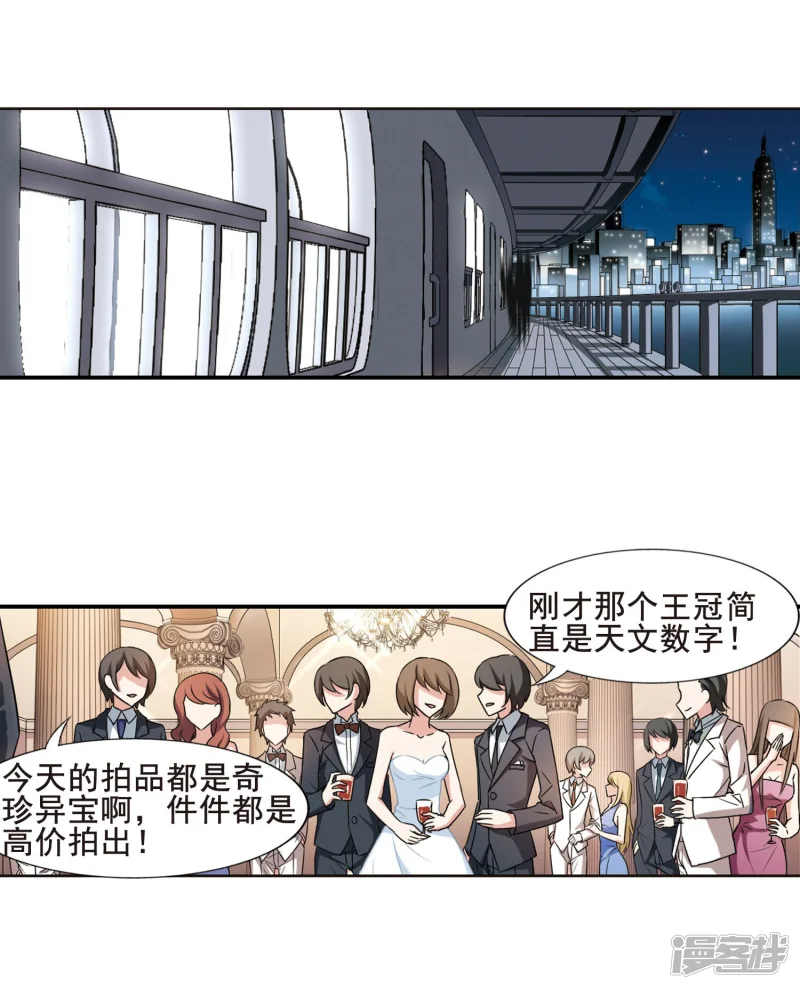 刚才那个王冠简
直是天文数字！
今天的拍品都是奇
珍异宝啊，件件都是
高价拍出！
漫客栈